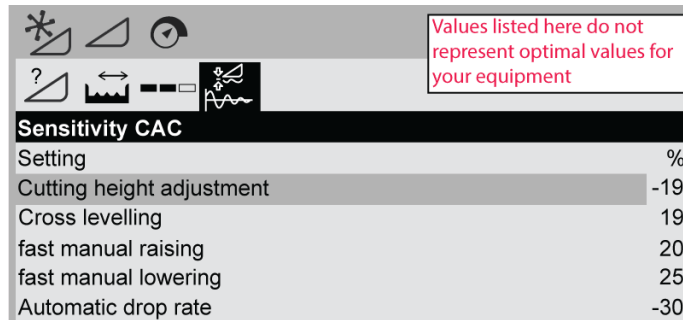 Values listed here do not
represent optimal values for
your equipment
?
Sensitivity CAC
Setting %
Cutting height adjustment -19
Cross levelling 19
fast manual raising 20
fast manual lowering 25
Automatic drop rate -30